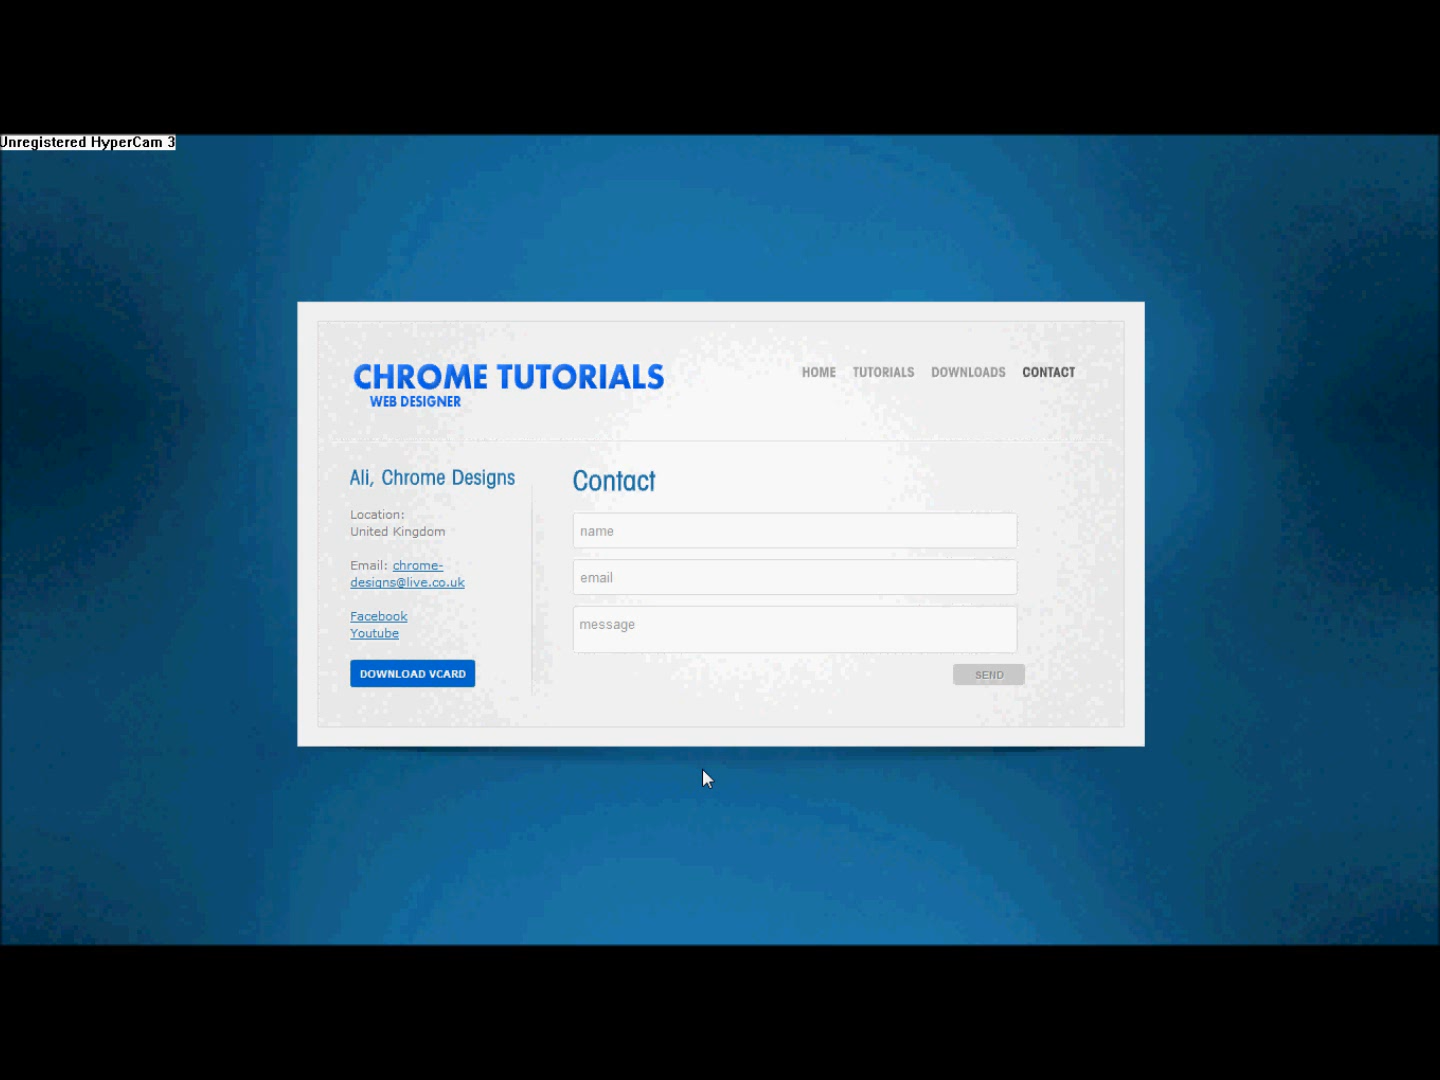 Unregistered HyperCam 3
CHROME TUTORIALS
WEB DESIGNER
HOME TUTORIALS DOWNLOADS CONTACT
Ali, Chrome Designs
Location:
United Kingdom
Email: chrome-
designs@live.co.uk
Facebook
Youtube
DOWNLOAD VCARD
Contact
name
email
message
SEND